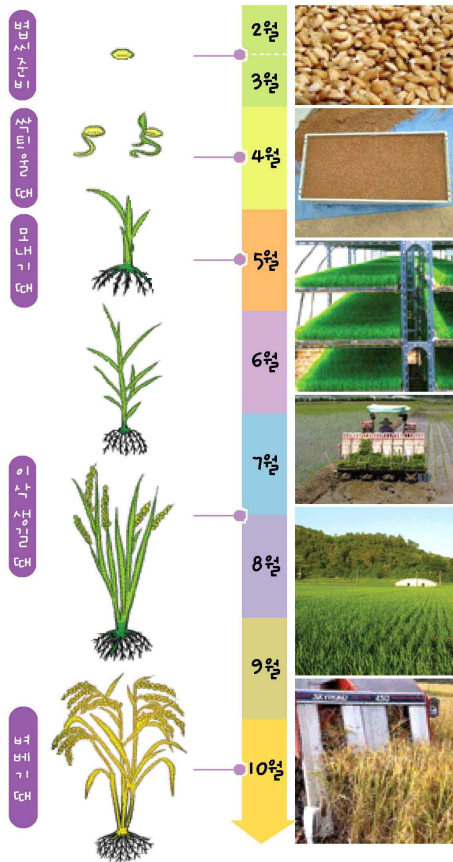 볍씨준비
싹틔울 때
모내기 때
이삭 생길 때
벼베기 때
2월
3월
4월
5월
6월
7월
8월
9월
10월